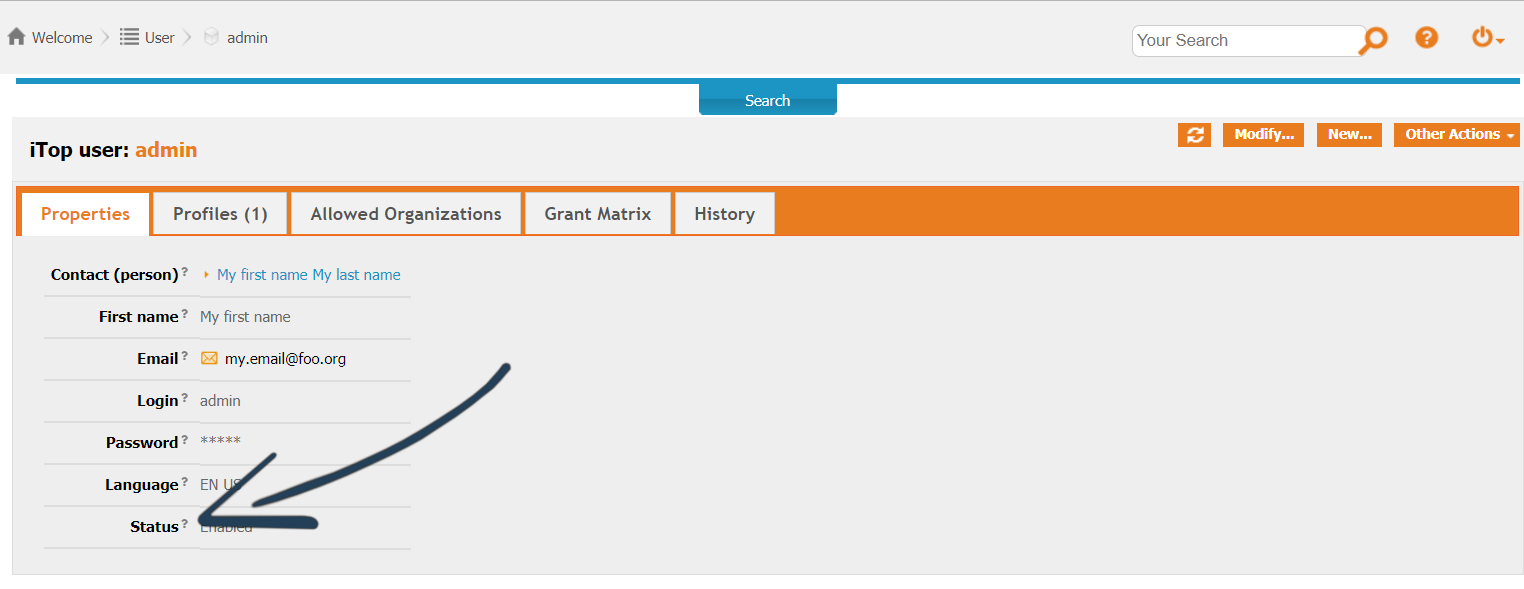 Welcome User admin
Your Search
?
Search
iTop user: admin
Modify... New... Other Actions
Properties Profiles (1) Allowed Organizations Grant Matrix History
Contact (person) ? My first name My last name
First name ? My first name
Email ? my.email@foo.org
Login ? admin
Password ? *****
Language ? EN US
Status ? Enabled